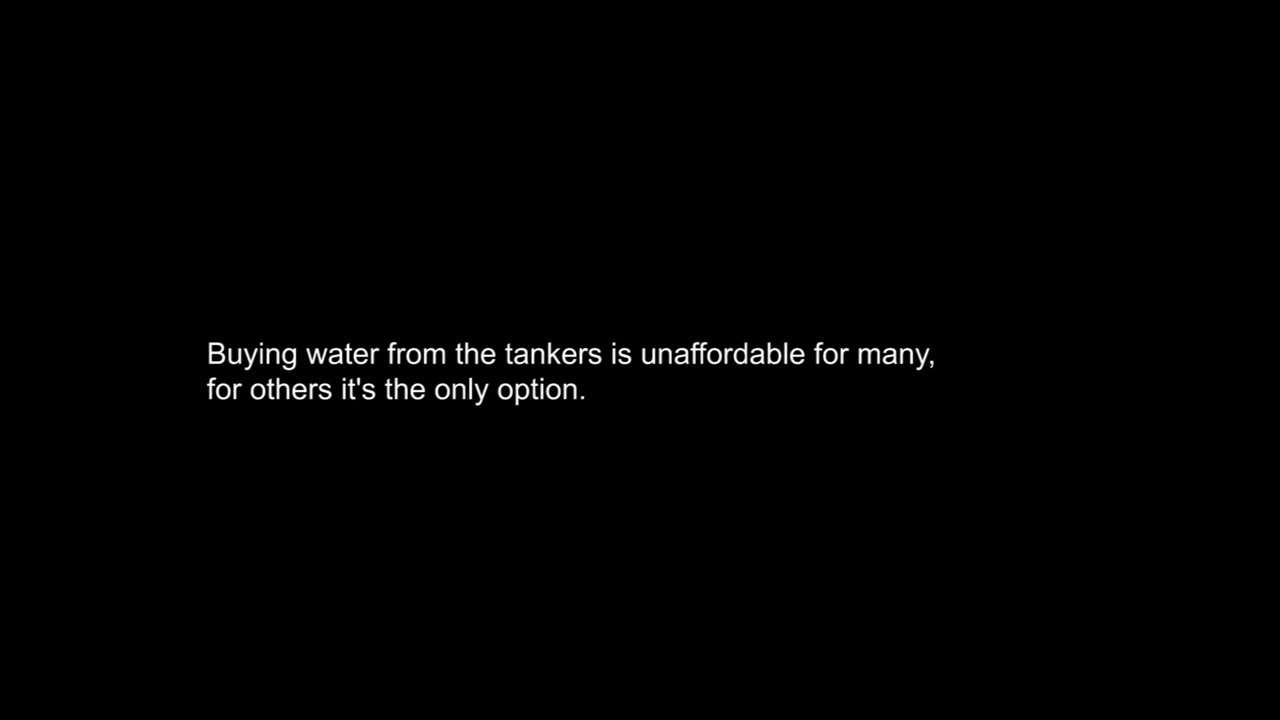 Buying water from the tankers is unaffordable for many,
for others it's the only option.